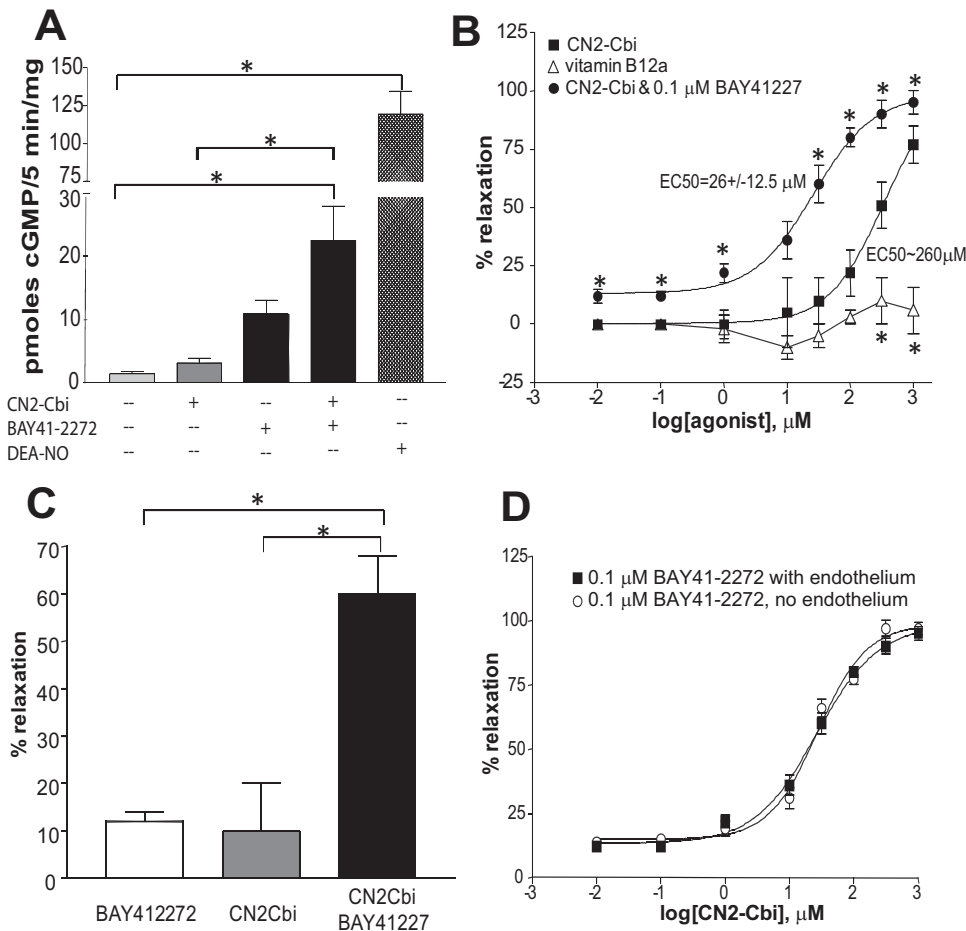 A
pmoles cGMP/5 min/mg
150
125
100
75
30
20
10
0
*
*
*
CN2-Cbi -- + -- + --
BAY41-2272 -- -- + + --
DEA-NO -- -- -- -- +
B
■ CN2-Cbi
△ vitamin B12a
● CN2-Cbi & 0.1 μM BAY41227
% relaxation
125
100
75
50
25
0
-25
EC50=26+/-12.5 μM
EC50~260μM
* * * * * * *
* *
-3 -2 -1 0 1 2 3
log[agonist], μM
C
% relaxation
70
60
50
40
30
20
10
0
*
*
BAY412272
CN2Cbi
CN2Cbi
BAY41227
D
■ 0.1 μM BAY41-2272 with endothelium
○ 0.1 μM BAY41-2272, no endothelium
% relaxation
125
100
75
50
25
0
-3 -2 -1 0 1 2 3
log[CN2-Cbi], μM